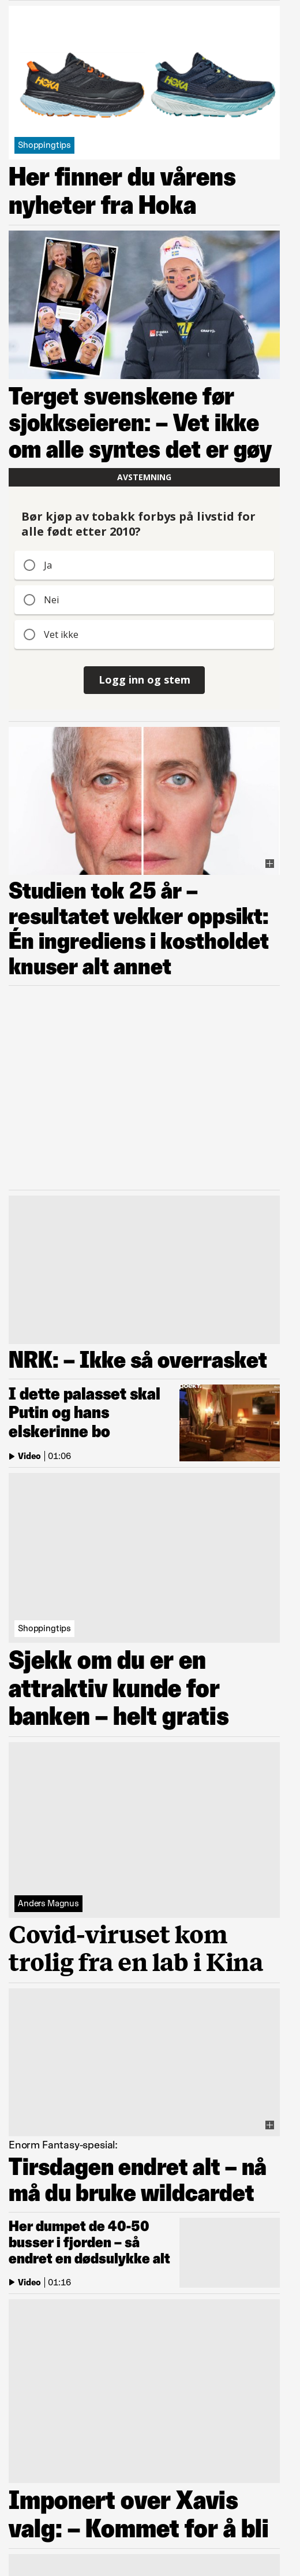 HOKA
HOKA
Shoppingtips
Her finner du vårens
nyheter fra Hoka
Terget svenskene før
sjokkseieren: – Vet ikke
om alle syntes det er gøy
AVSTEMNING
Bør kjøp av tobakk forbys på livstid for
alle født etter 2010?
Ja
Nei
Vet ikke
Logg inn og stem
Studien tok 25 år –
resultatet vekker oppsikt:
Én ingrediens i kostholdet
knuser alt annet
NRK: – Ikke så overrasket
I dette palasset skal
Putin og hans
elskerinne bo
Video | 01:06
Shoppingtips
Sjekk om du er en
attraktiv kunde for
banken – helt gratis
Anders Magnus
Covid-viruset kom
trolig fra en lab i Kina
Enorm Fantasy-spesial:
Tirsdagen endret alt – nå
må du bruke wildcardet
Her dumpet de 40-50
busser i fjorden – så
endret en dødsulykke alt
Video | 01:16
Imponert over Xavis
valg: – Kommet for å bli